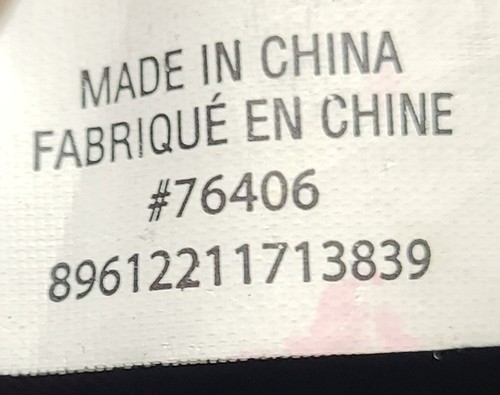 MADE IN CHINA
FABRIQUÉ EN CHINE
#76406
89612211713839